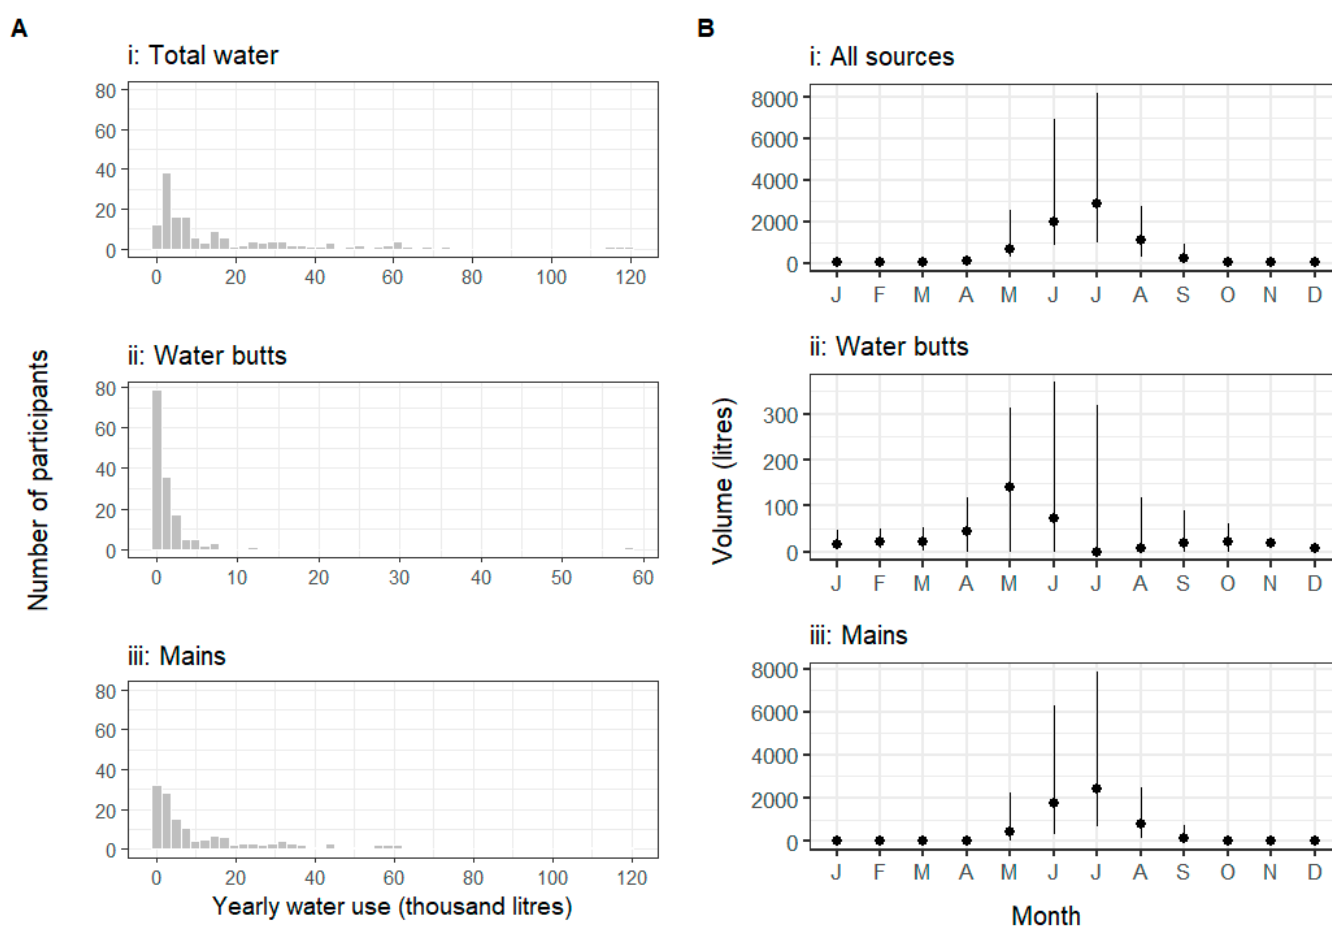 A
i: Total water
80
60
40
20
0
0 20 40 60 80 100 120
ii: Water butts
80
60
40
20
0
0 10 20 30 40 50 60
iii: Mains
80
60
40
20
0
0 20 40 60 80 100 120
Number of participants
Yearly water use (thousand litres)
B
i: All sources
8000
6000
4000
2000
0
J F M A M J J A S O N D
ii: Water butts
300
200
100
0
J F M A M J J A S O N D
iii: Mains
8000
6000
4000
2000
0
J F M A M J J A S O N D
Volume (litres)
Month